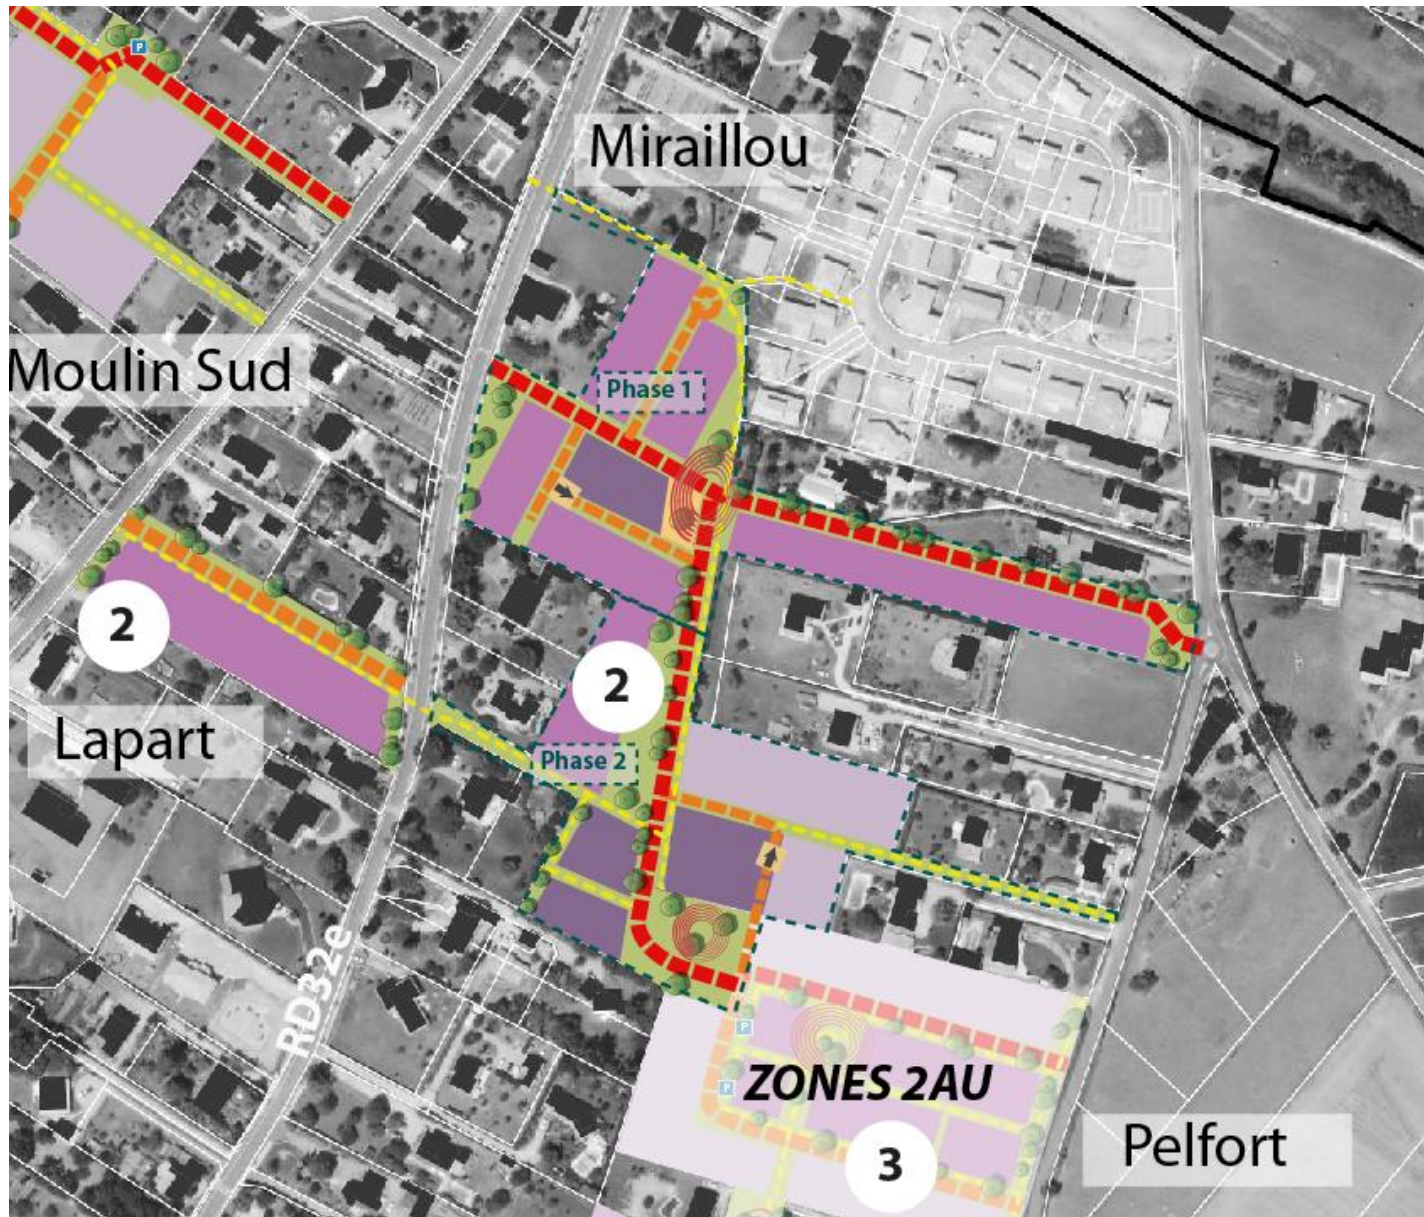 P
Miraillou
Moulin Sud
Phase 1
2
2
Lapart
Phase 2
RD32e
P
P
ZONES 2AU
3
Pelfort